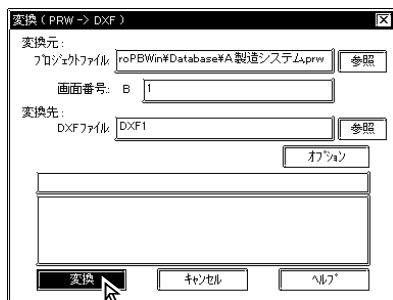 変換 ( PRW -> DXF )
変換元 :
ﾌﾟﾛｼﾞｪｸﾄﾌｧｲﾙ roPBWin¥Database¥A製造システム.prw 参照
画面番号: B 1
変換先 :
DXFﾌｧｲﾙ DXF1 参照
ｵﾌﾟｼｮﾝ
変換 ｷｬﾝｾﾙ ﾍﾙﾌﾟ